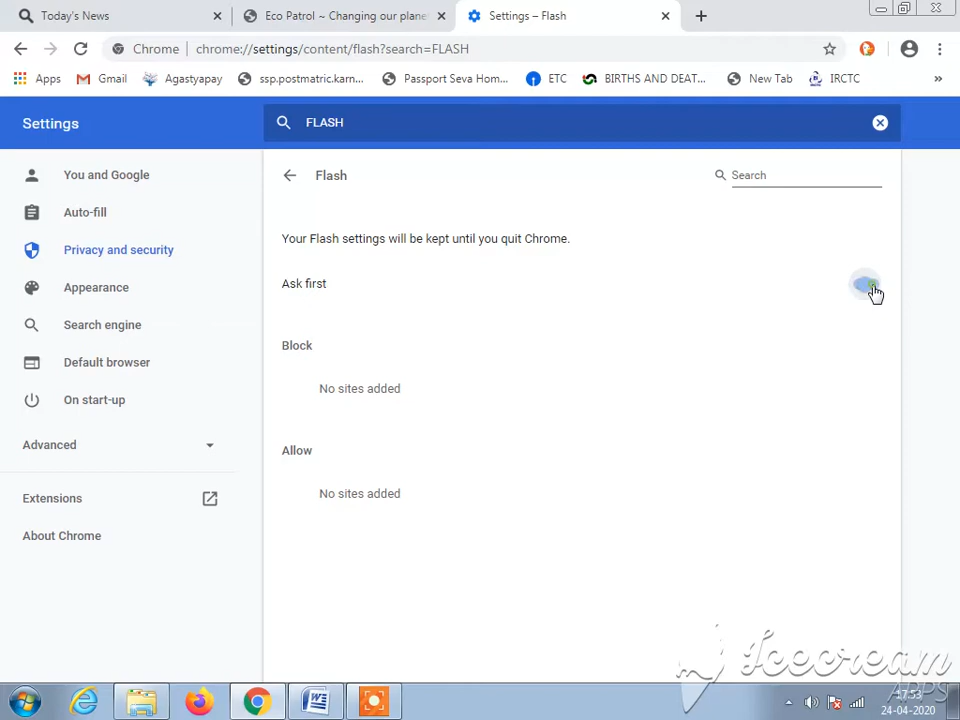 Today's News
Eco Patrol ~ Changing our plane
Settings – Flash
Chrome
chrome://settings/content/flash?search=FLASH
Apps
Gmail
Agastyapay
ssp.postmatric.karn...
Passport Seva Hom...
ETC
BIRTHS AND DEAT...
New Tab
IRCTC
»
Settings
FLASH
You and Google
Auto-fill
Privacy and security
Appearance
Search engine
Default browser
On start-up
Advanced
Extensions
About Chrome
Flash
Search
Your Flash settings will be kept until you quit Chrome.
Ask first
Block
No sites added
Allow
No sites added
Icecream
APPS
17:53
24-04-2020